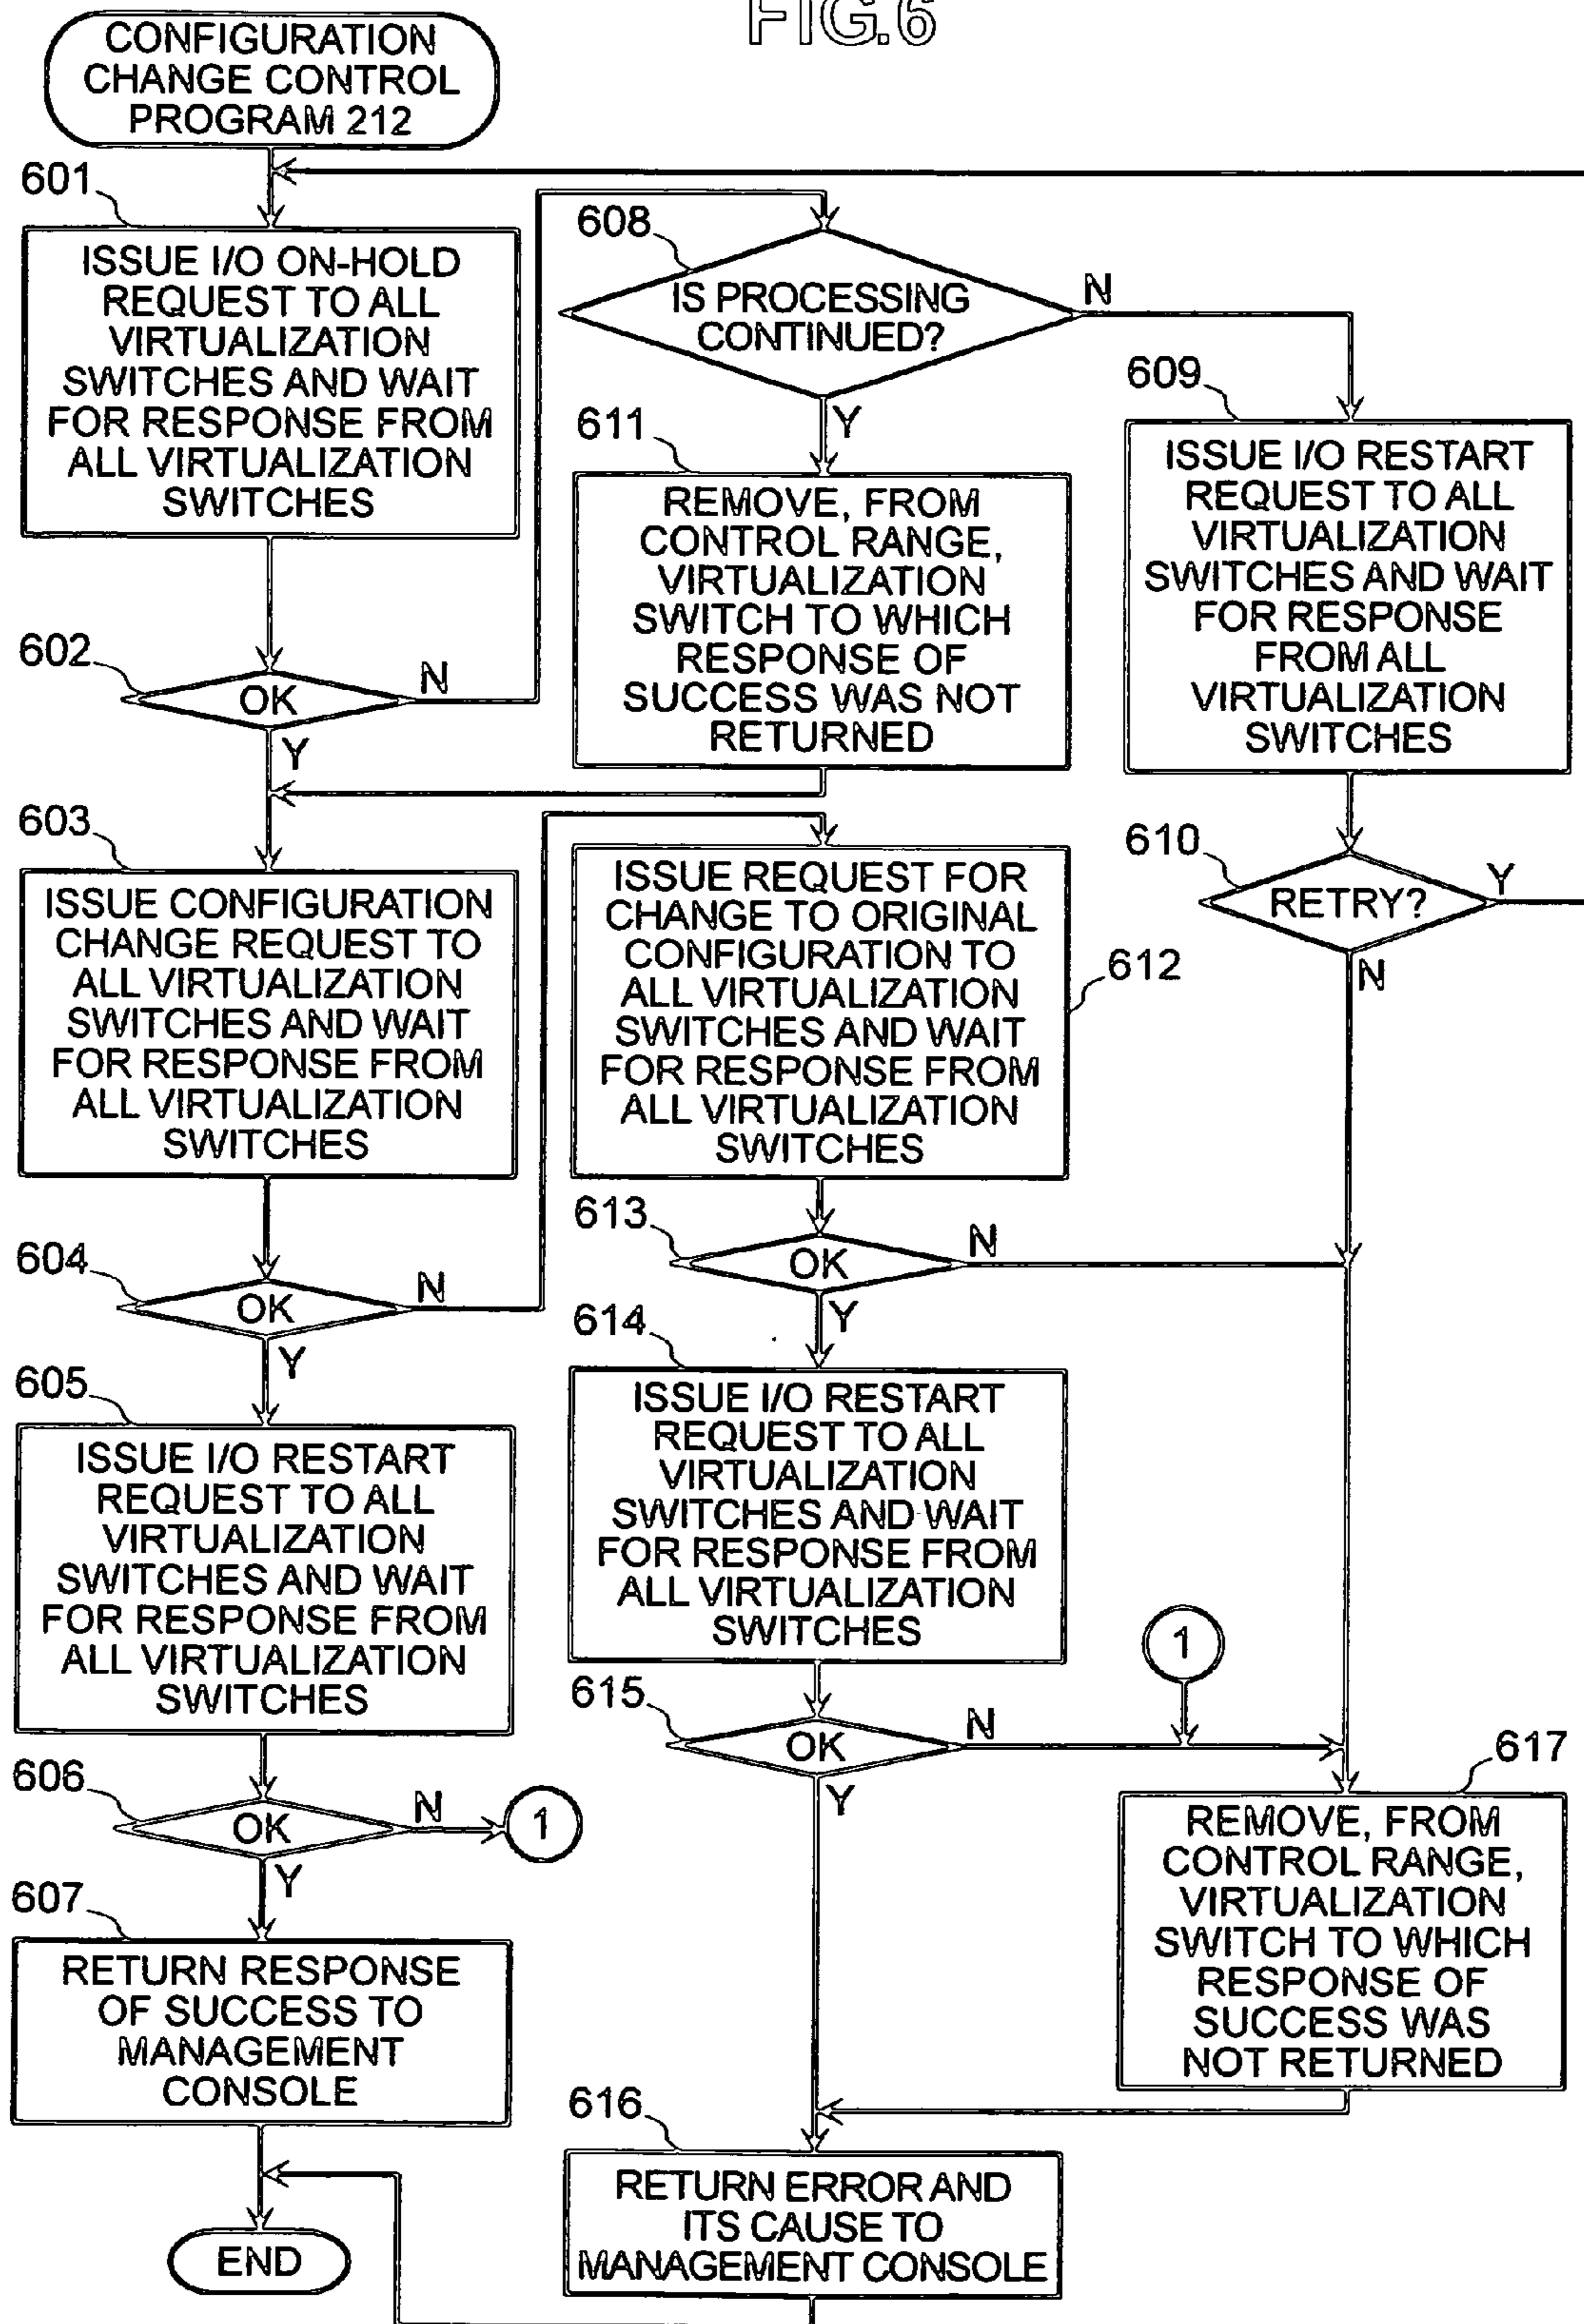 FIG.6
CONFIGURATION
CHANGE CONTROL
PROGRAM 212
601
ISSUE I/O ON-HOLD
REQUEST TO ALL
VIRTUALIZATION
SWITCHES AND WAIT
FOR RESPONSE FROM
ALL VIRTUALIZATION
SWITCHES
602
OK
N
Y
603
ISSUE CONFIGURATION
CHANGE REQUEST TO
ALL VIRTUALIZATION
SWITCHES AND WAIT
FOR RESPONSE FROM
ALL VIRTUALIZATION
SWITCHES
604
OK
N
Y
605
ISSUE I/O RESTART
REQUEST TO ALL
VIRTUALIZATION
SWITCHES AND WAIT
FOR RESPONSE FROM
ALL VIRTUALIZATION
SWITCHES
606
OK
N
1
Y
607
RETURN RESPONSE
OF SUCCESS TO
MANAGEMENT
CONSOLE
END
608
IS PROCESSING
CONTINUED?
N
Y
611
REMOVE, FROM
CONTROL RANGE,
VIRTUALIZATION
SWITCH TO WHICH
RESPONSE OF
SUCCESS WAS NOT
RETURNED
612
ISSUE REQUEST FOR
CHANGE TO ORIGINAL
CONFIGURATION TO
ALL VIRTUALIZATION
SWITCHES AND WAIT
FOR RESPONSE FROM
ALL VIRTUALIZATION
SWITCHES
613
OK
N
Y
614
ISSUE I/O RESTART
REQUEST TO ALL
VIRTUALIZATION
SWITCHES AND WAIT
FOR RESPONSE FROM
ALL VIRTUALIZATION
SWITCHES
615
OK
N
Y
616
RETURN ERROR AND
ITS CAUSE TO
MANAGEMENT CONSOLE
609
ISSUE I/O RESTART
REQUEST TO ALL
VIRTUALIZATION
SWITCHES AND WAIT
FOR RESPONSE
FROM ALL
VIRTUALIZATION
SWITCHES
610
RETRY?
Y
N
1
617
REMOVE, FROM
CONTROL RANGE,
VIRTUALIZATION
SWITCH TO WHICH
RESPONSE OF
SUCCESS WAS
NOT RETURNED